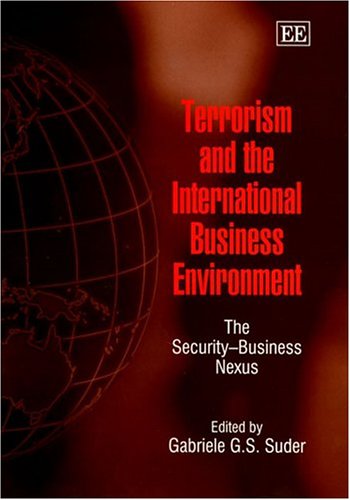 EE
Terrorism
and the
International
Business
Environment
The
Security–Business
Nexus
Edited by
Gabriele G.S. Suder